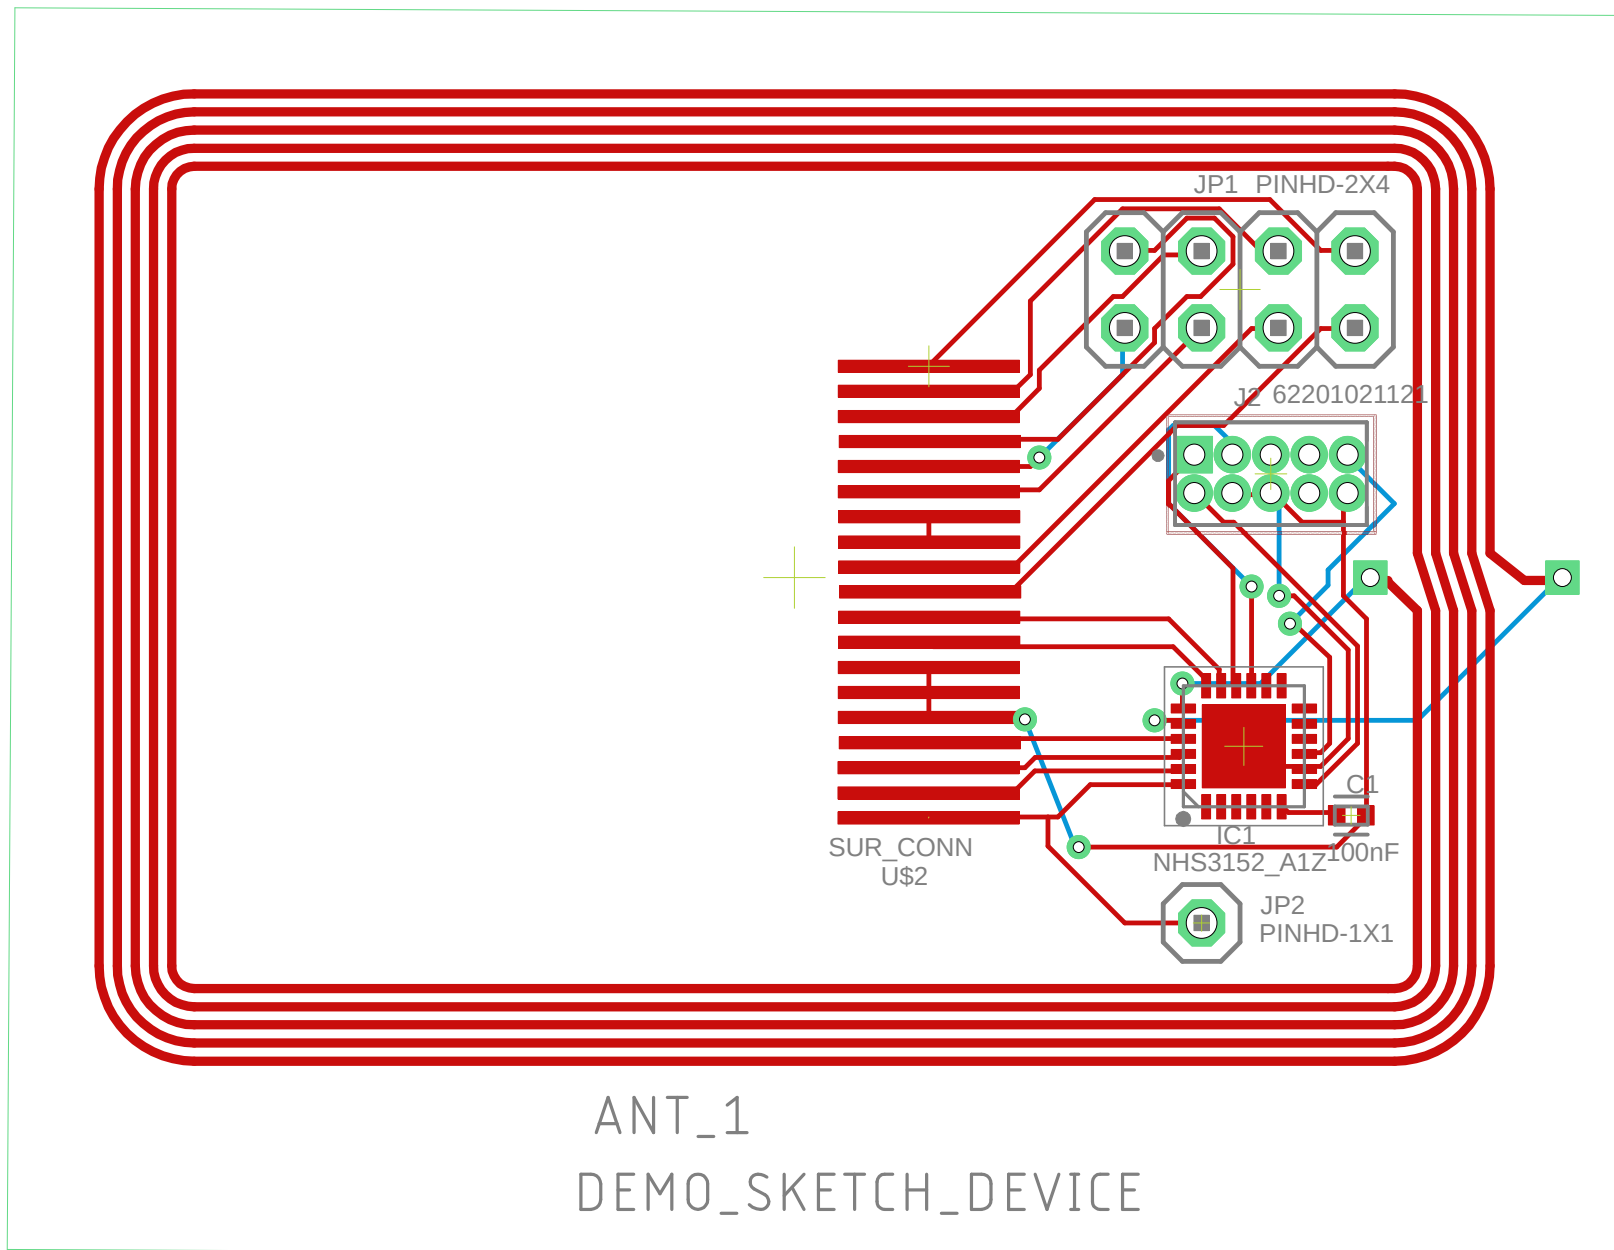 JP1 PINHD-2X4
J2 62201021121
C1
IC1
100nF
SUR_CONN
NHS3152_A1Z
U$2
JP2
PINHD-1X1
ANT_1
DEMO_SKETCH_DEVICE